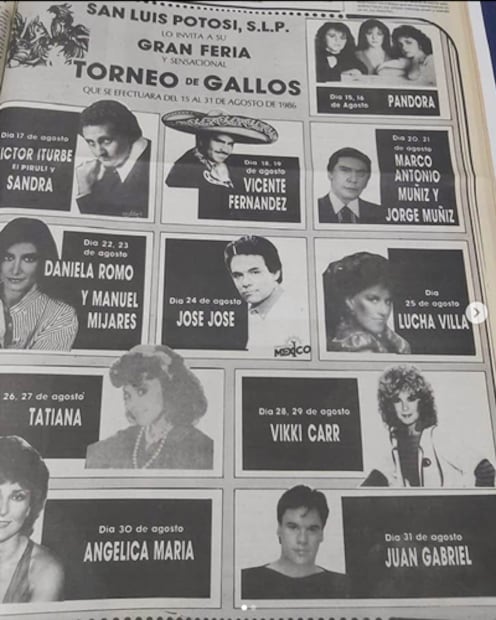 SAN LUIS POTOSI, S.L.P.
LO INVITA A SU
GRAN FERIA
Y SENSACIONAL
TORNEO DE GALLOS
QUE SE EFECTUARA DEL 15 AL 31 DE AGOSTO DE 1986
Dia 15, 16
de Agosto
PANDORA
Dia 17 de agosto
ICTOR ITURBE
El PIRULI y
SANDRA
Dia 18, 19
de agosto
VICENTE
FERNANDEZ
Dia 20, 21
de agosto
MARCO
ANTONIO
MUÑIZ Y
JORGE MUÑIZ
Dia 22, 23
de agosto
DANIELA ROMO
Y MANUEL
MIJARES
Dia 24 de agosto
JOSE JOSE
MEXICO
Dia
25 de agosto
LUCHA VILLA
26, 27 de agosto
TATIANA
Dia 28, 29 de agosto
VIKKI CARR
Dia 30 de agosto
ANGELICA MARIA
Dia 31 de agosto
JUAN GABRIEL